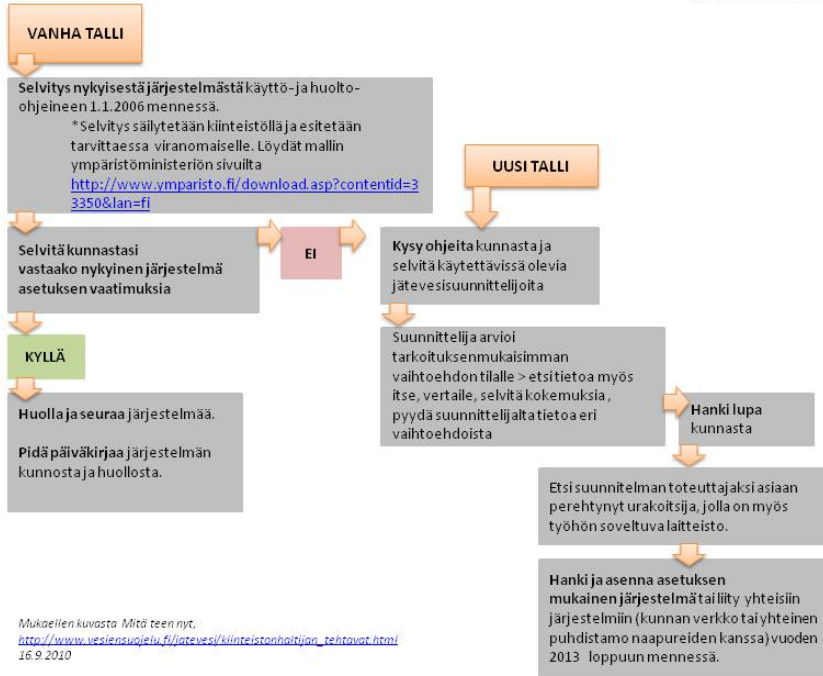 VANHA TALLI
Selvitys nykyisestä järjestelmästä käyttö- ja huolto-
ohjeineen 1.1.2006 mennessä.
*Selvitys säilytetään kiinteistöllä ja esitetään
tarvittaessa viranomaiselle. Löydät mallin
ympäristöministeriön sivuilta
http://www.ymparisto.fi/download.asp?contentid=3
3350&lan=fi
UUSI TALLI
Selvitä kunnastasi
vastaako nykyinen järjestelmä
asetuksen vaatimuksia
EI
Kysy ohjeita kunnasta ja
selvitä käytettävissä olevia
jätevesisuunnittelijoita
KYLLÄ
Huolla ja seuraa järjestelmää.
Pidä päiväkirjaa järjestelmän
kunnosta ja huollosta.
Suunnittelija arvioi
tarkoituksenmukaisimman
vaihtoehdon tilalle > etsi tietoa myös
itse, vertaile, selvitä kokemuksia ,
pyydä suunnittelijalta tietoa eri
vaihtoehdoista
Hanki lupa
kunnasta
Etsi suunnitelman toteuttajaksi asiaan
perehtynyt urakoitsija, jolla on myös
työhön soveltuva laitteisto.
Hanki ja asenna asetuksen
mukainen järjestelmä tai liity yhteisiin
järjestelmiin (kunnan verkko tai yhteinen
puhdistamo naapureiden kanssa) vuoden
2013 loppuun mennessä.
Mukaellen kuvasta Mitä teen nyt,
http://www.vesiensuojelu.fi/jatevesi/kiinteistonhaltijan_tehtavat.html
16.9.2010